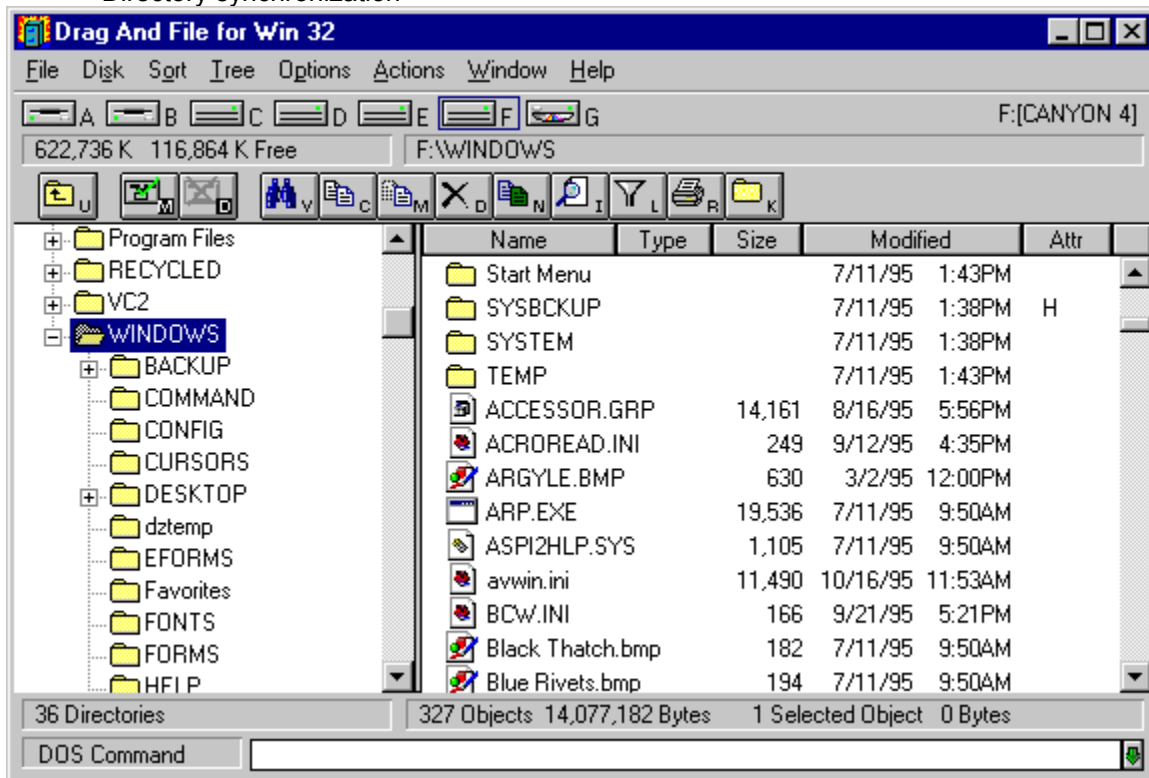 Directory synchronization
Drag And File for Win 32
File Disk Sort Tree Options Actions Window Help
A B C D E F G F:[CANYON 4]
622,736 K 116,864 K Free F:\WINDOWS
U M D V C M D N I L R K
Program Files
RECYCLED
VC2
WINDOWS
BACKUP
COMMAND
CONFIG
CURSORS
DESKTOP
dztemp
EFORMS
Favorites
FONTS
FORMS
HELP
Name Type Size Modified Attr
Start Menu 7/11/95 1:43PM
SYSBCKUP 7/11/95 1:38PM H
SYSTEM 7/11/95 1:38PM
TEMP 7/11/95 1:43PM
ACCESSOR.GRP 14,161 8/16/95 5:56PM
ACROREAD.INI 249 9/12/95 4:35PM
ARGYLE.BMP 630 3/2/95 12:00PM
ARP.EXE 19,536 7/11/95 9:50AM
ASPI2HLP.SYS 1,105 7/11/95 9:50AM
avwin.ini 11,490 10/16/95 11:53AM
BCW.INI 166 9/21/95 5:21PM
Black Thatch.bmp 182 7/11/95 9:50AM
Blue Rivets.bmp 194 7/11/95 9:50AM
36 Directories 327 Objects 14,077,182 Bytes 1 Selected Object 0 Bytes
DOS Command